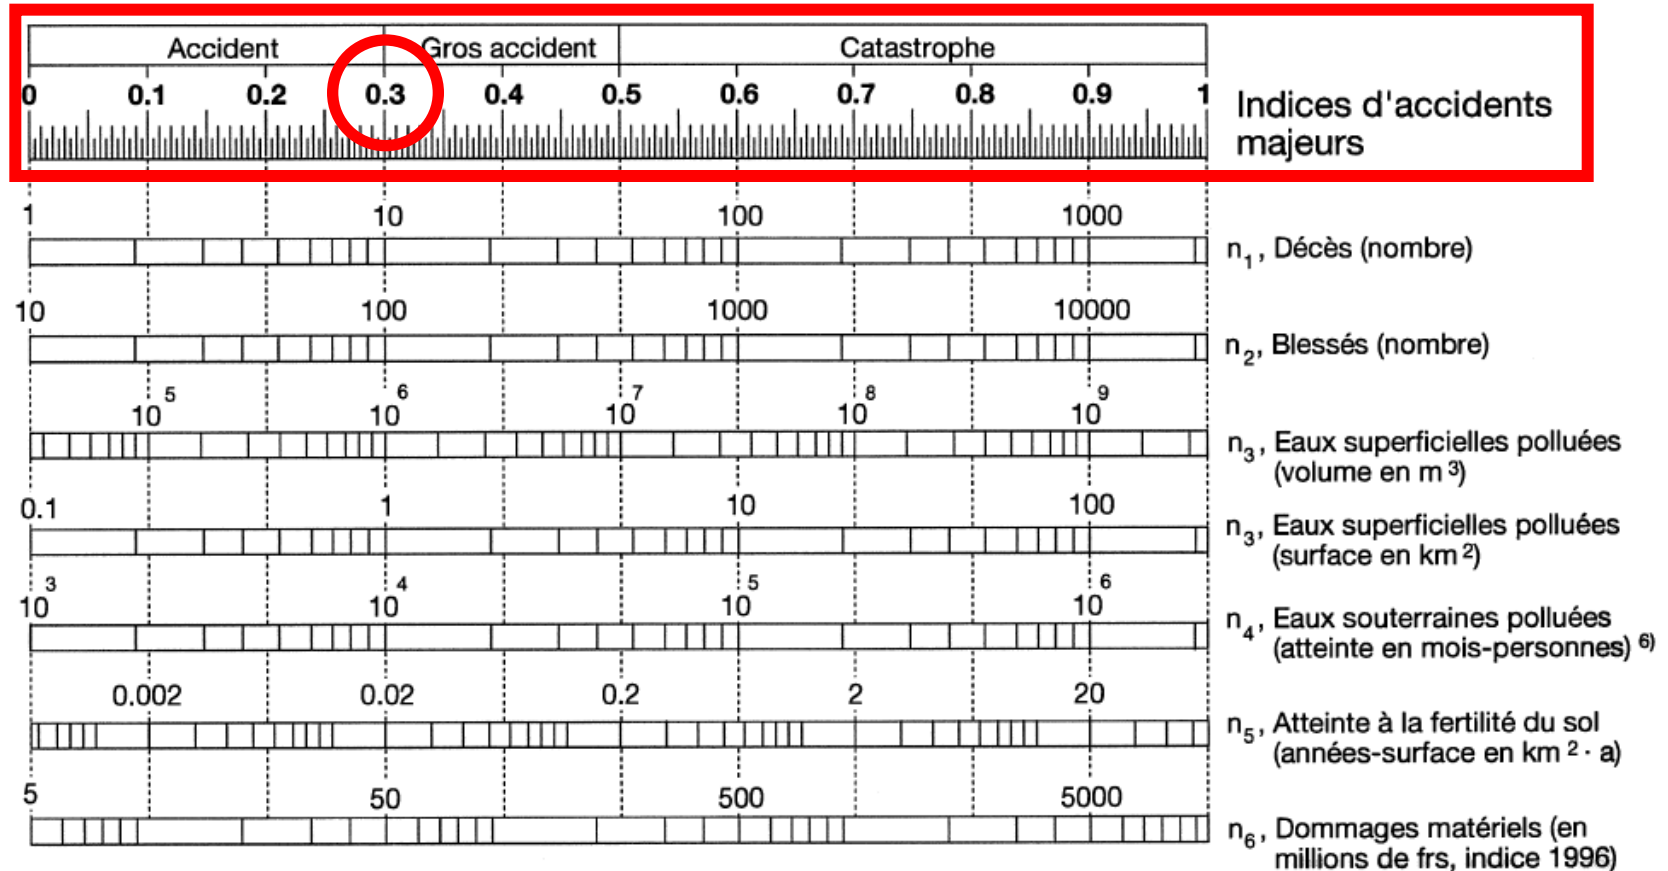 Accident Gros accident Catastrophe
0 0.1 0.2 0.3 0.4 0.5 0.6 0.7 0.8 0.9 1
Indices d'accidents
majeurs
1 10 100 1000
n1, Décès (nombre)
10 100 1000 10000
n2, Blessés (nombre)
10^5 10^6 10^7 10^8 10^9
n3, Eaux superficielles polluées
(volume en m³)
0.1 1 10 100
n3, Eaux superficielles polluées
(surface en km²)
10^3 10^4 10^5 10^6
n4, Eaux souterraines polluées
(atteinte en mois-personnes) 6)
0.002 0.02 0.2 2 20
n5, Atteinte à la fertilité du sol
(années-surface en km² · a)
5 50 500 5000
n6, Dommages matériels (en
millions de frs, indice 1996)